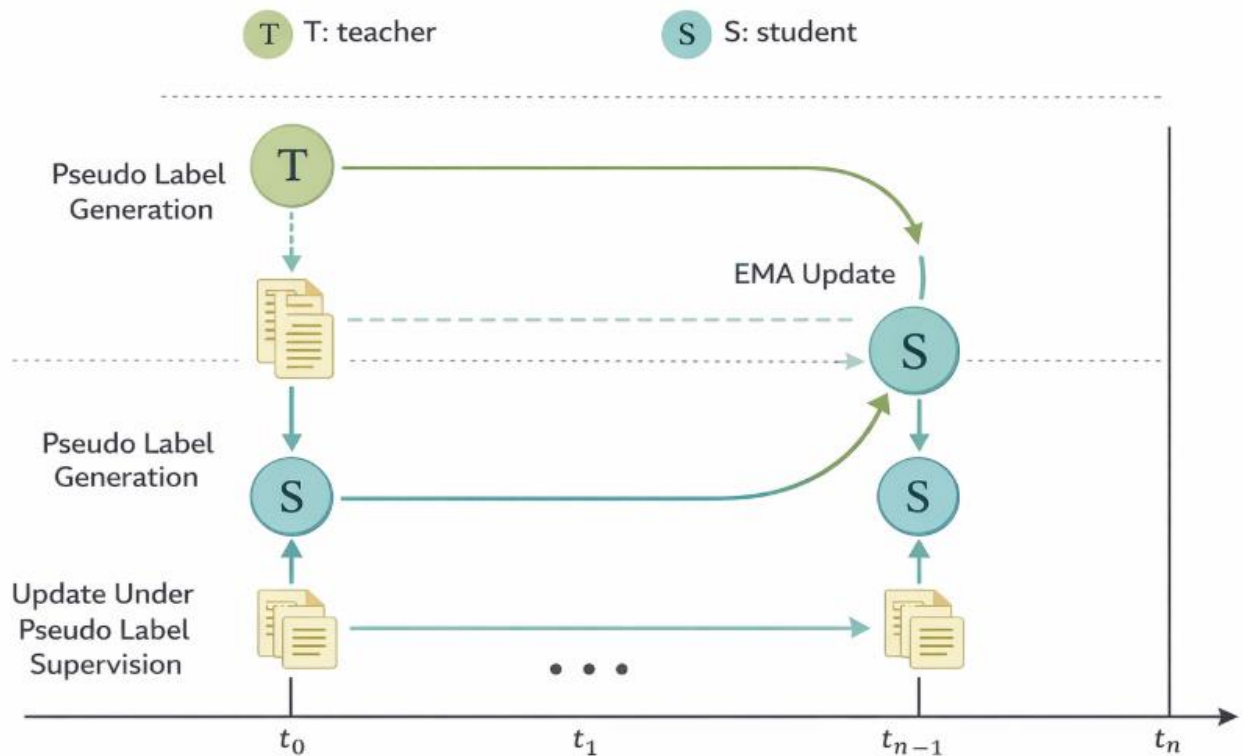 T T: teacher
S S: student
T
Pseudo Label
Generation
EMA Update
S
Pseudo Label
Generation
S
S
Update Under
Pseudo Label
Supervision
...
t₀
t₁
tₙ₋₁
tₙ